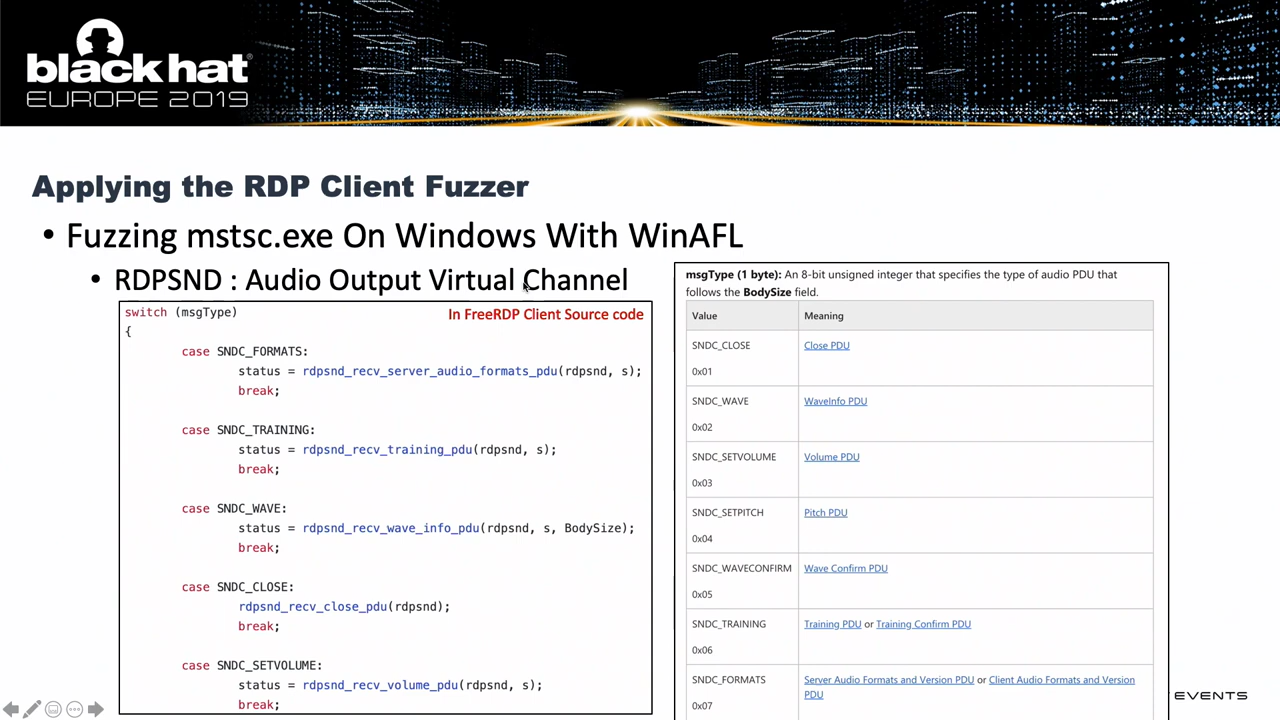 black hat
EUROPE 2019
Applying the RDP Client Fuzzer
• Fuzzing mstsc.exe On Windows With WinAFL
• RDPSND : Audio Output Virtual Channel
In FreeRDP Client Source code
switch (msgType)
{
case SNDC_FORMATS:
status = rdpsnd_recv_server_audio_formats_pdu(rdpsnd, s);
break;
case SNDC_TRAINING:
status = rdpsnd_recv_training_pdu(rdpsnd, s);
break;
case SNDC_WAVE:
status = rdpsnd_recv_wave_info_pdu(rdpsnd, s, BodySize);
break;
case SNDC_CLOSE:
rdpsnd_recv_close_pdu(rdpsnd);
break;
case SNDC_SETVOLUME:
status = rdpsnd_recv_volume_pdu(rdpsnd, s);
break;
msgType (1 byte): An 8-bit unsigned integer that specifies the type of audio PDU that
follows the BodySize field.
Value Meaning
SNDC_CLOSE Close PDU
0x01
SNDC_WAVE WaveInfo PDU
0x02
SNDC_SETVOLUME Volume PDU
0x03
SNDC_SETPITCH Pitch PDU
0x04
SNDC_WAVECONFIRM Wave Confirm PDU
0x05
SNDC_TRAINING Training PDU or Training Confirm PDU
0x06
SNDC_FORMATS Server Audio Formats and Version PDU or Client Audio Formats and Version
PDU
0x07
EVENTS